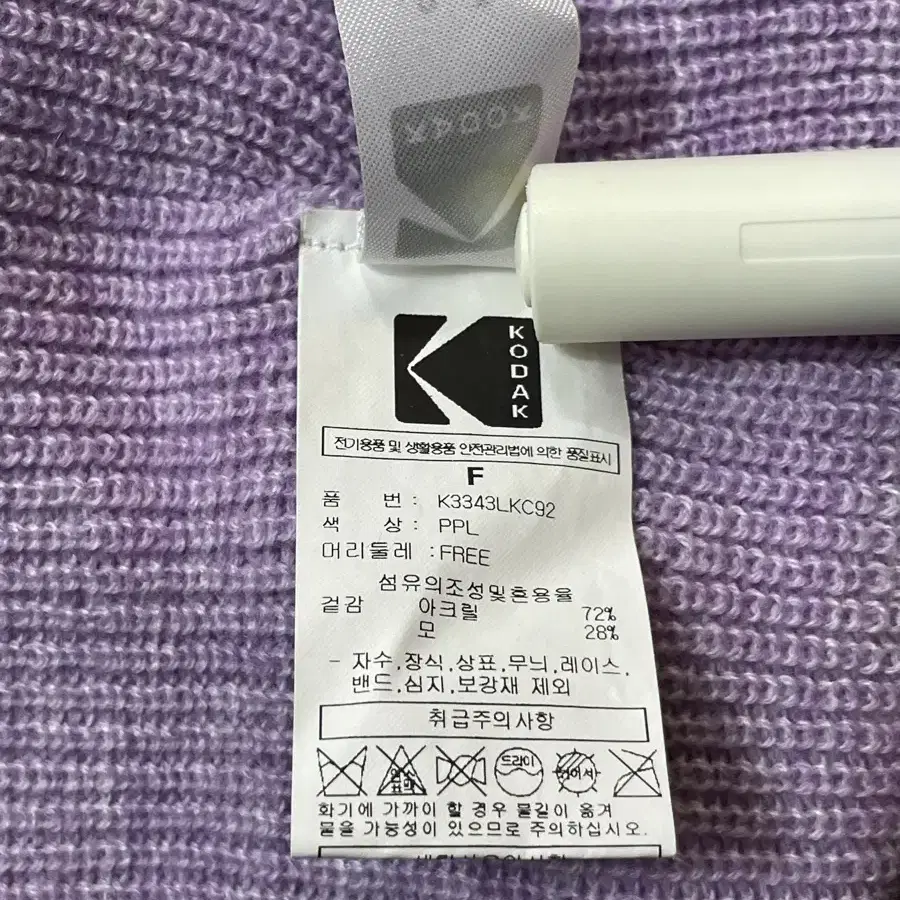 KODAK
KODAK
전기용품 및 생활용품 안전관리법에 의한 품질표시
F
품 번 : K3343LKC92
색 상 : PPL
머리둘레 : FREE
섬유의조성및혼용율
겉감 아크릴 72%
모 28%
- 자수.장식.상표.무늬.레이스.
밴드.심지.보강재 제외
취급주의사항
염소 드라이
표백
화기에 가까이 할 경우 불길이 옮겨
붙을 가능성이 있으므로 주의하십시오.